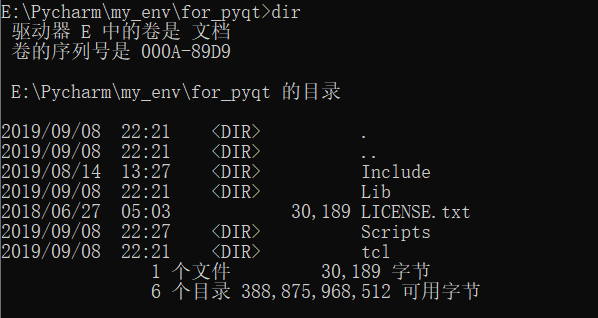 E:\Pycharm\my_env\for_pyqt>dir
驱动器 E 中的卷是 文档
卷的序列号是 000A-89D9
E:\Pycharm\my_env\for_pyqt 的目录
2019/09/08  22:21    <DIR>          .
2019/09/08  22:21    <DIR>          ..
2019/08/14  13:27    <DIR>          Include
2019/09/08  22:21    <DIR>          Lib
2018/06/27  05:03            30,189 LICENSE.txt
2019/09/08  22:27    <DIR>          Scripts
2019/09/08  22:21    <DIR>          tcl
1 个文件         30,189 字节
6 个目录 388,875,968,512 可用字节